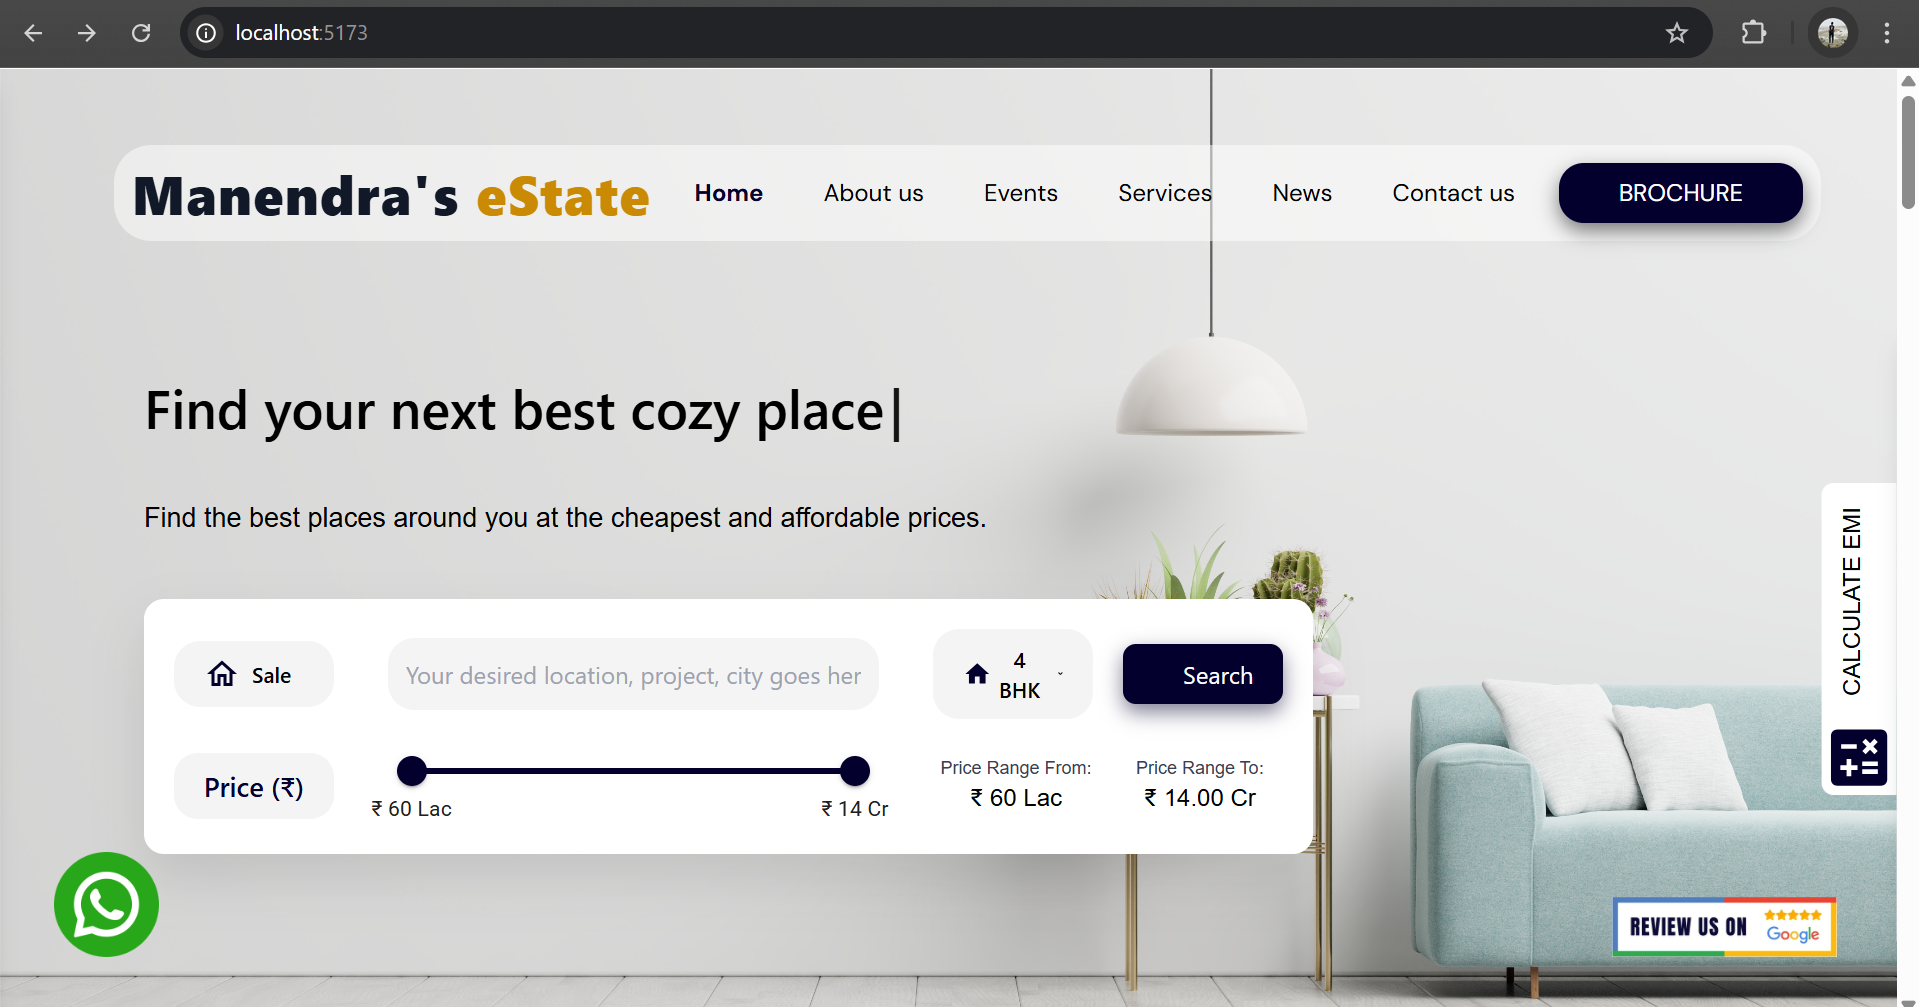 localhost:5173
Manendra's eState
Home
About us
Events
Services
News
Contact us
BROCHURE
Find your next best cozy place|
Find the best places around you at the cheapest and affordable prices.
CALCULATE EMI
Sale
Your desired location, project, city goes her
4
BHK
Search
Price (₹)
₹ 60 Lac
₹ 14 Cr
Price Range From:
₹ 60 Lac
Price Range To:
₹ 14.00 Cr
REVIEW US ON
Google